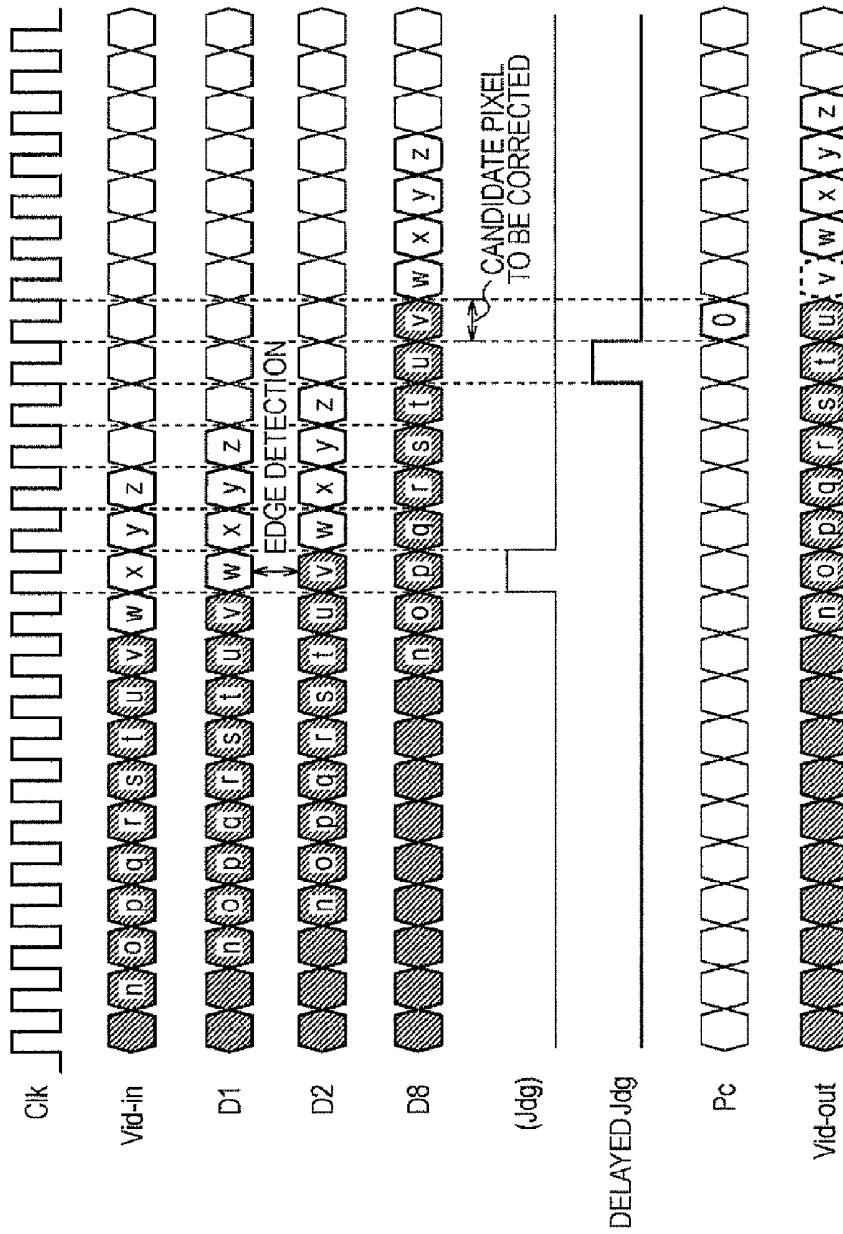 Clk
Vid-in n o p q r s t u v w x y z
D1 n o p q r s t u v w x y z
EDGE DETECTION
D2 n o p q r s t u v w x y z
D8 n o p q r s t u v w x y z
CANDIDATE PIXEL
TO BE CORRECTED
(Jdg)
DELAYED Jdg
Pc 0
Vid-out n o p q r s t u v w x y z